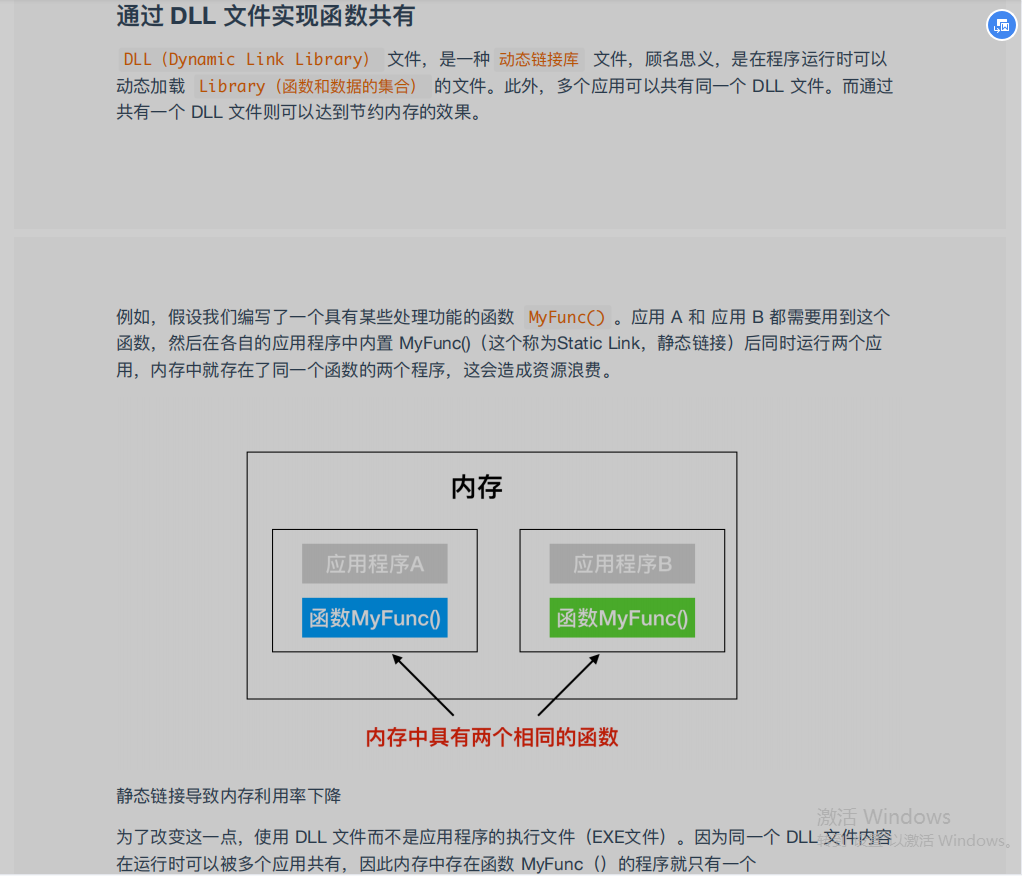 通过 DLL 文件实现函数共有
DLL（Dynamic Link Library） 文件，是一种 动态链接库 文件，顾名思义，是在程序运行时可以
动态加载 Library（函数和数据的集合） 的文件。此外，多个应用可以共有同一个 DLL 文件。而通过
共有一个 DLL 文件则可以达到节约内存的效果。
例如，假设我们编写了一个具有某些处理功能的函数 MyFunc() 。应用 A 和 应用 B 都需要用到这个
函数，然后在各自的应用程序中内置 MyFunc()（这个称为Static Link，静态链接）后同时运行两个应
用，内存中就存在了同一个函数的两个程序，这会造成资源浪费。
内存
应用程序A
应用程序B
函数MyFunc()
函数MyFunc()
内存中具有两个相同的函数
静态链接导致内存利用率下降
为了改变这一点，使用 DLL 文件而不是应用程序的执行文件（EXE文件）。因为同一个 DLL 文件内容
在运行时可以被多个应用共有，因此内存中存在函数 MyFunc（）的程序就只有一个
激活 Windows
转到"设置"以激活 Windows。